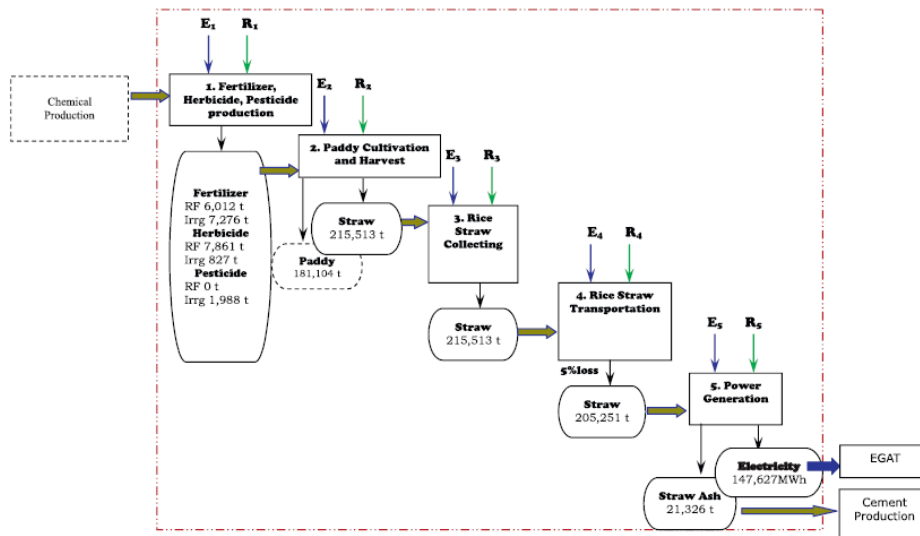 E₁ R₁
Chemical
Production
1. Fertilizer,
Herbicide, Pesticide
production
E₂ R₂
2. Paddy Cultivation
and Harvest
Fertilizer
RF 6,012 t
Irrg 7,276 t
Herbicide
RF 7,861 t
Irrg 827 t
Pesticide
RF 0 t
Irrg 1,988 t
Straw
215,513 t
Paddy
181,104 t
E₃ R₃
3. Rice
Straw
Collecting
Straw
215,513 t
E₄ R₄
4. Rice Straw
Transportation
5%loss
Straw
205,251 t
E₅ R₅
5. Power
Generation
Electricity
147,627MWh
Straw Ash
21,326 t
EGAT
Cement
Production